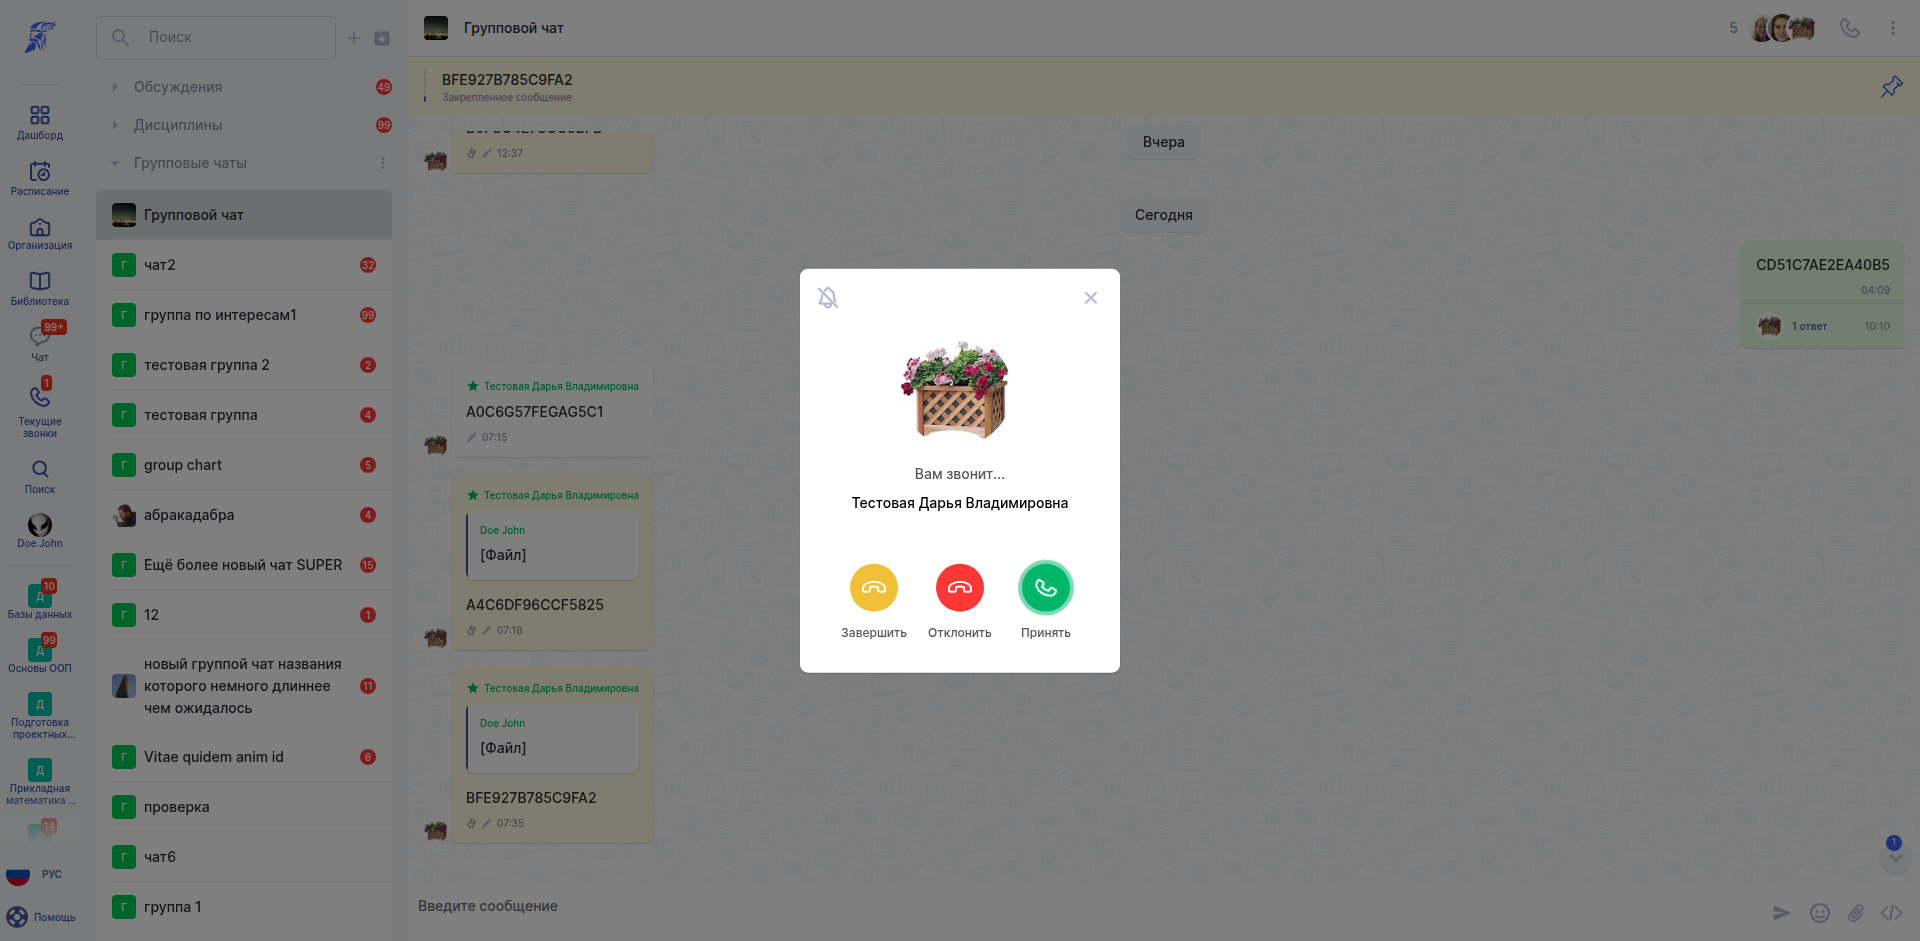 Дашборд
Расписание
Организация
Библиотека
99+
Чат
1
Текущие
звонки
Поиск
Doe John
10
Д
Базы данных
99
Д
Основы ООП
Д
Подготовка
проектных...
Д
Прикладная
математика ...
14
РУС
Помощь
Поиск
Обсуждения 49
Дисциплины 99
Групповые чаты
Групповой чат
Г чат2 32
Г группа по интересам1 99
Г тестовая группа 2 2
Г тестовая группа 4
Г group chart 5
абракадабра 4
Г Ещё более новый чат SUPER 15
Г 12 1
новый группой чат названия
которого немного длиннее
чем ожидалось 11
Г Vitae quidem anim id 6
Г проверка
Г чат6
Г группа 1
Групповой чат 5
BFE927B785C9FA2
Закрепленное сообщение
12:37
Вчера
Сегодня
CD51C7AE2EA40B5
04:09
1 ответ 10:10
Тестовая Дарья Владимировна
A0C6G57FEGAG5C1
07:15
Тестовая Дарья Владимировна
Doe John
[Файл]
A4C6DF96CCF5825
07:18
Тестовая Дарья Владимировна
Doe John
[Файл]
BFE927B785C9FA2
07:35
1
Введите сообщение
Вам звонит...
Тестовая Дарья Владимировна
Завершить Отклонить Принять